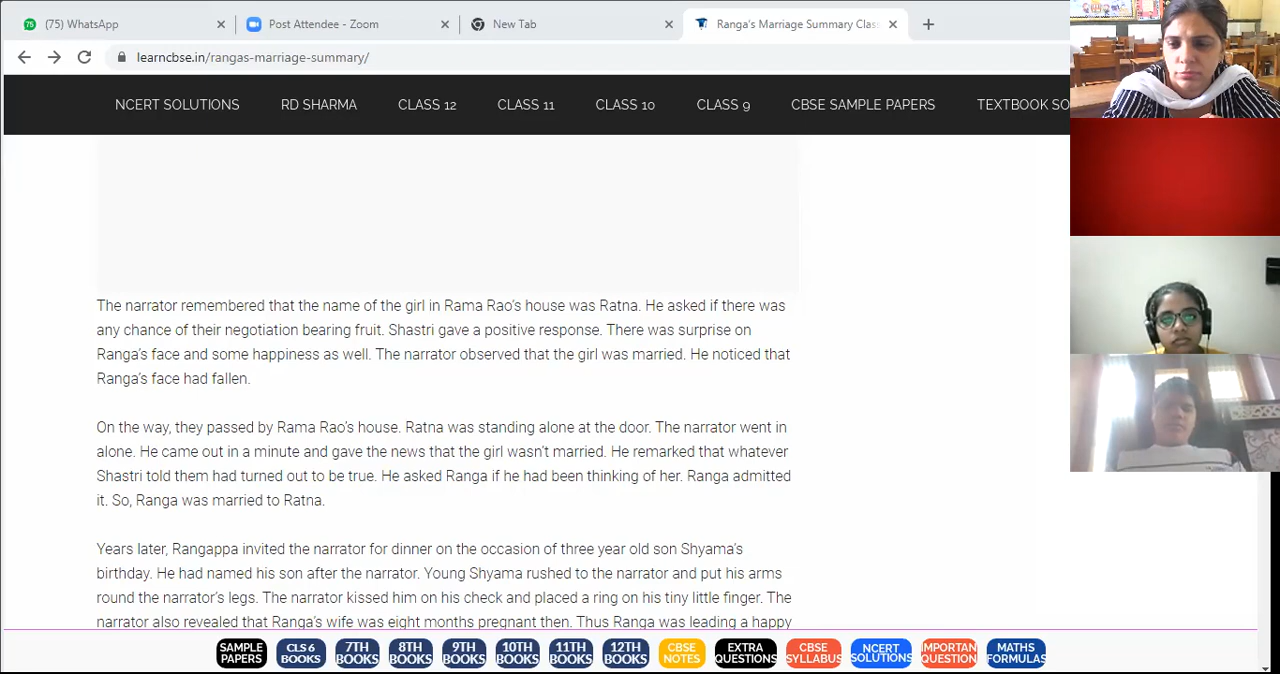 (75) WhatsApp
Post Attendee - Zoom
New Tab
Ranga's Marriage Summary Clas
learncbse.in/rangas-marriage-summary/
NCERT SOLUTIONS RD SHARMA CLASS 12 CLASS 11 CLASS 10 CLASS 9 CBSE SAMPLE PAPERS TEXTBOOK SO
The narrator remembered that the name of the girl in Rama Rao's house was Ratna. He asked if there was
any chance of their negotiation bearing fruit. Shastri gave a positive response. There was surprise on
Ranga's face and some happiness as well. The narrator observed that the girl was married. He noticed that
Ranga's face had fallen.
On the way, they passed by Rama Rao's house. Ratna was standing alone at the door. The narrator went in
alone. He came out in a minute and gave the news that the girl wasn't married. He remarked that whatever
Shastri told them had turned out to be true. He asked Ranga if he had been thinking of her. Ranga admitted
it. So, Ranga was married to Ratna.
Years later, Rangappa invited the narrator for dinner on the occasion of three year old son Shyama's
birthday. He had named his son after the narrator. Young Shyama rushed to the narrator and put his arms
round the narrator's legs. The narrator kissed him on his check and placed a ring on his tiny little finger. The
narrator also revealed that Ranga's wife was eight months pregnant then. Thus Ranga was leading a happy
SAMPLE PAPERS
CLS 6 BOOKS
7TH BOOKS
8TH BOOKS
9TH BOOKS
10TH BOOKS
11TH BOOKS
12TH BOOKS
CBSE NOTES
EXTRA QUESTIONS
CBSE SYLLABUS
NCERT SOLUTIONS
IMPORTAN QUESTION
MATHS FORMULAS